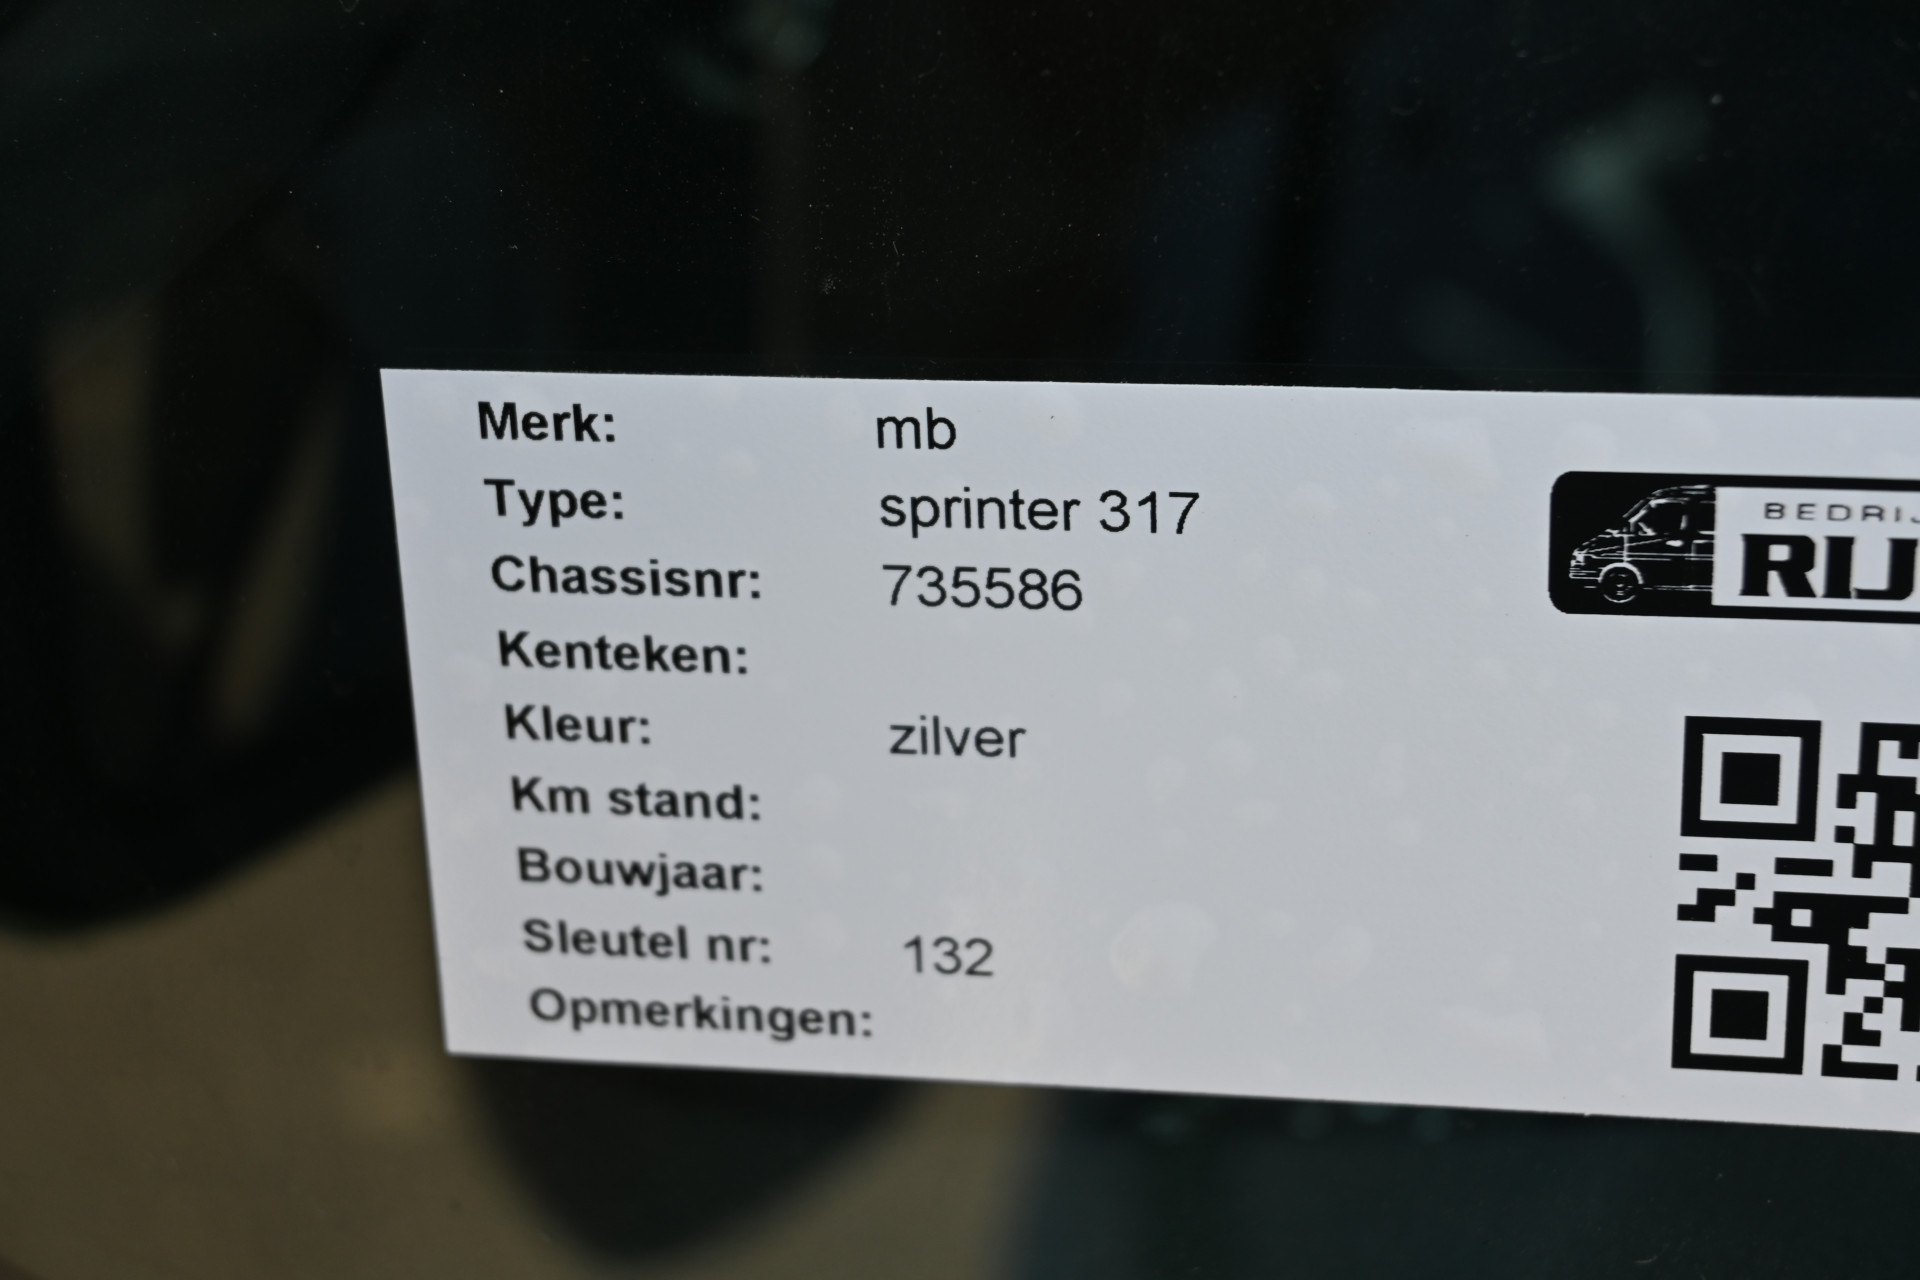 Merk: mb
Type: sprinter 317
Chassisnr: 735586
Kenteken:
Kleur: zilver
Km stand:
Bouwjaar:
Sleutel nr: 132
Opmerkingen:
BEDRIJ
RIJ